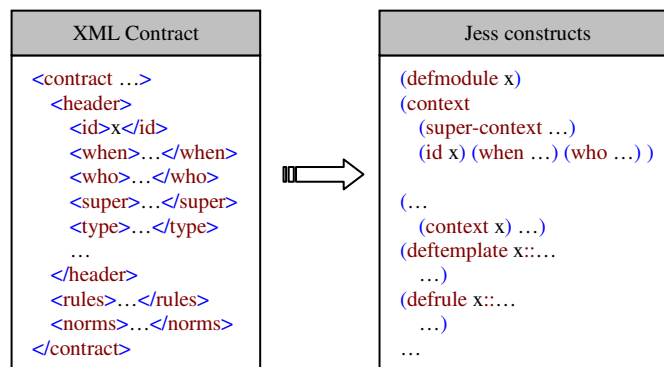 XML Contract
<contract …>
<header>
<id>x</id>
<when>…</when>
<who>…</who>
<super>…</super>
<type>…</type>
…
</header>
<rules>…</rules>
<norms>…</norms>
</contract>
Jess constructs
(defmodule x)
(context
(super-context …)
(id x) (when …) (who …) )
(…
(context x) …)
(deftemplate x::…
…)
(defrule x::…
…)
…